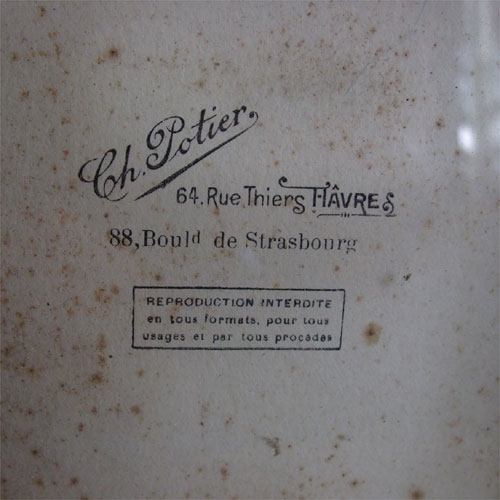 Ch. Potier.
64. Rue Thiers HÂVRE
88, Bould de Strasbourg
REPRODUCTION INTERDITE
en tous formats, pour tous
usages et par tous procédés